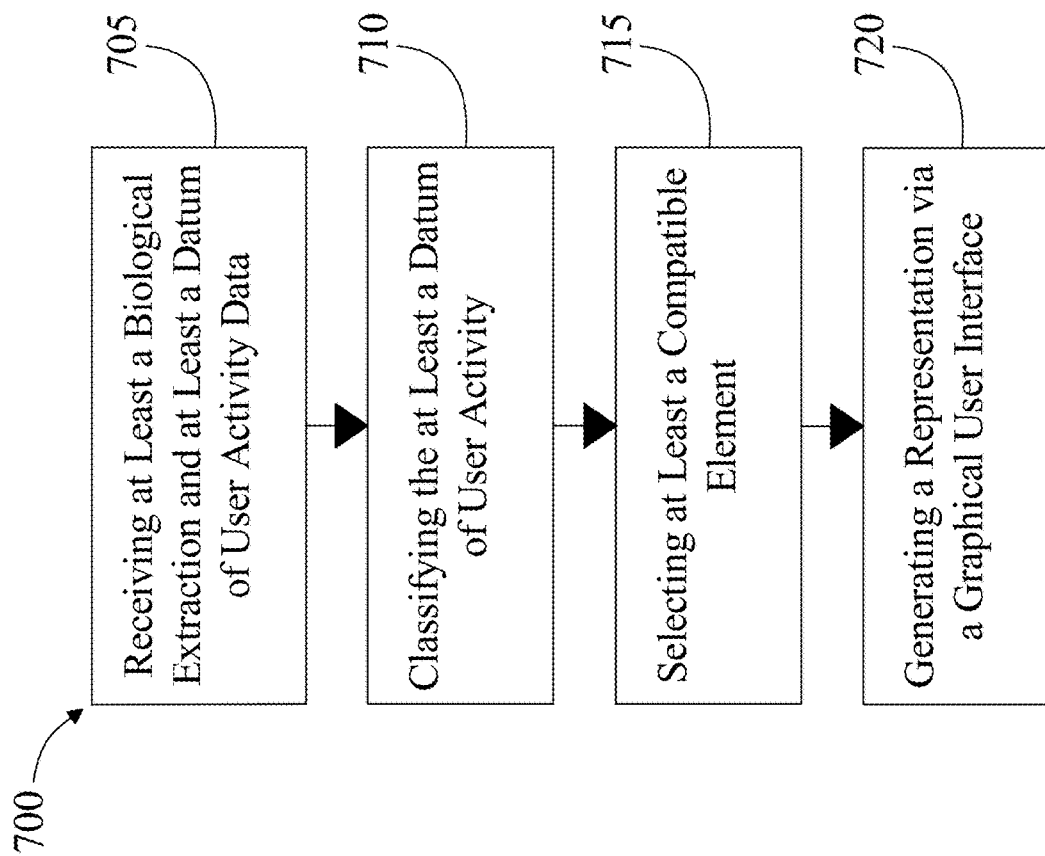 700
Receiving at Least a Biological
Extraction and at Least a Datum
of User Activity Data
705
Classifying the at Least a Datum
of User Activity
710
Selecting at Least a Compatible
Element
715
Generating a Representation via
a Graphical User Interface
720